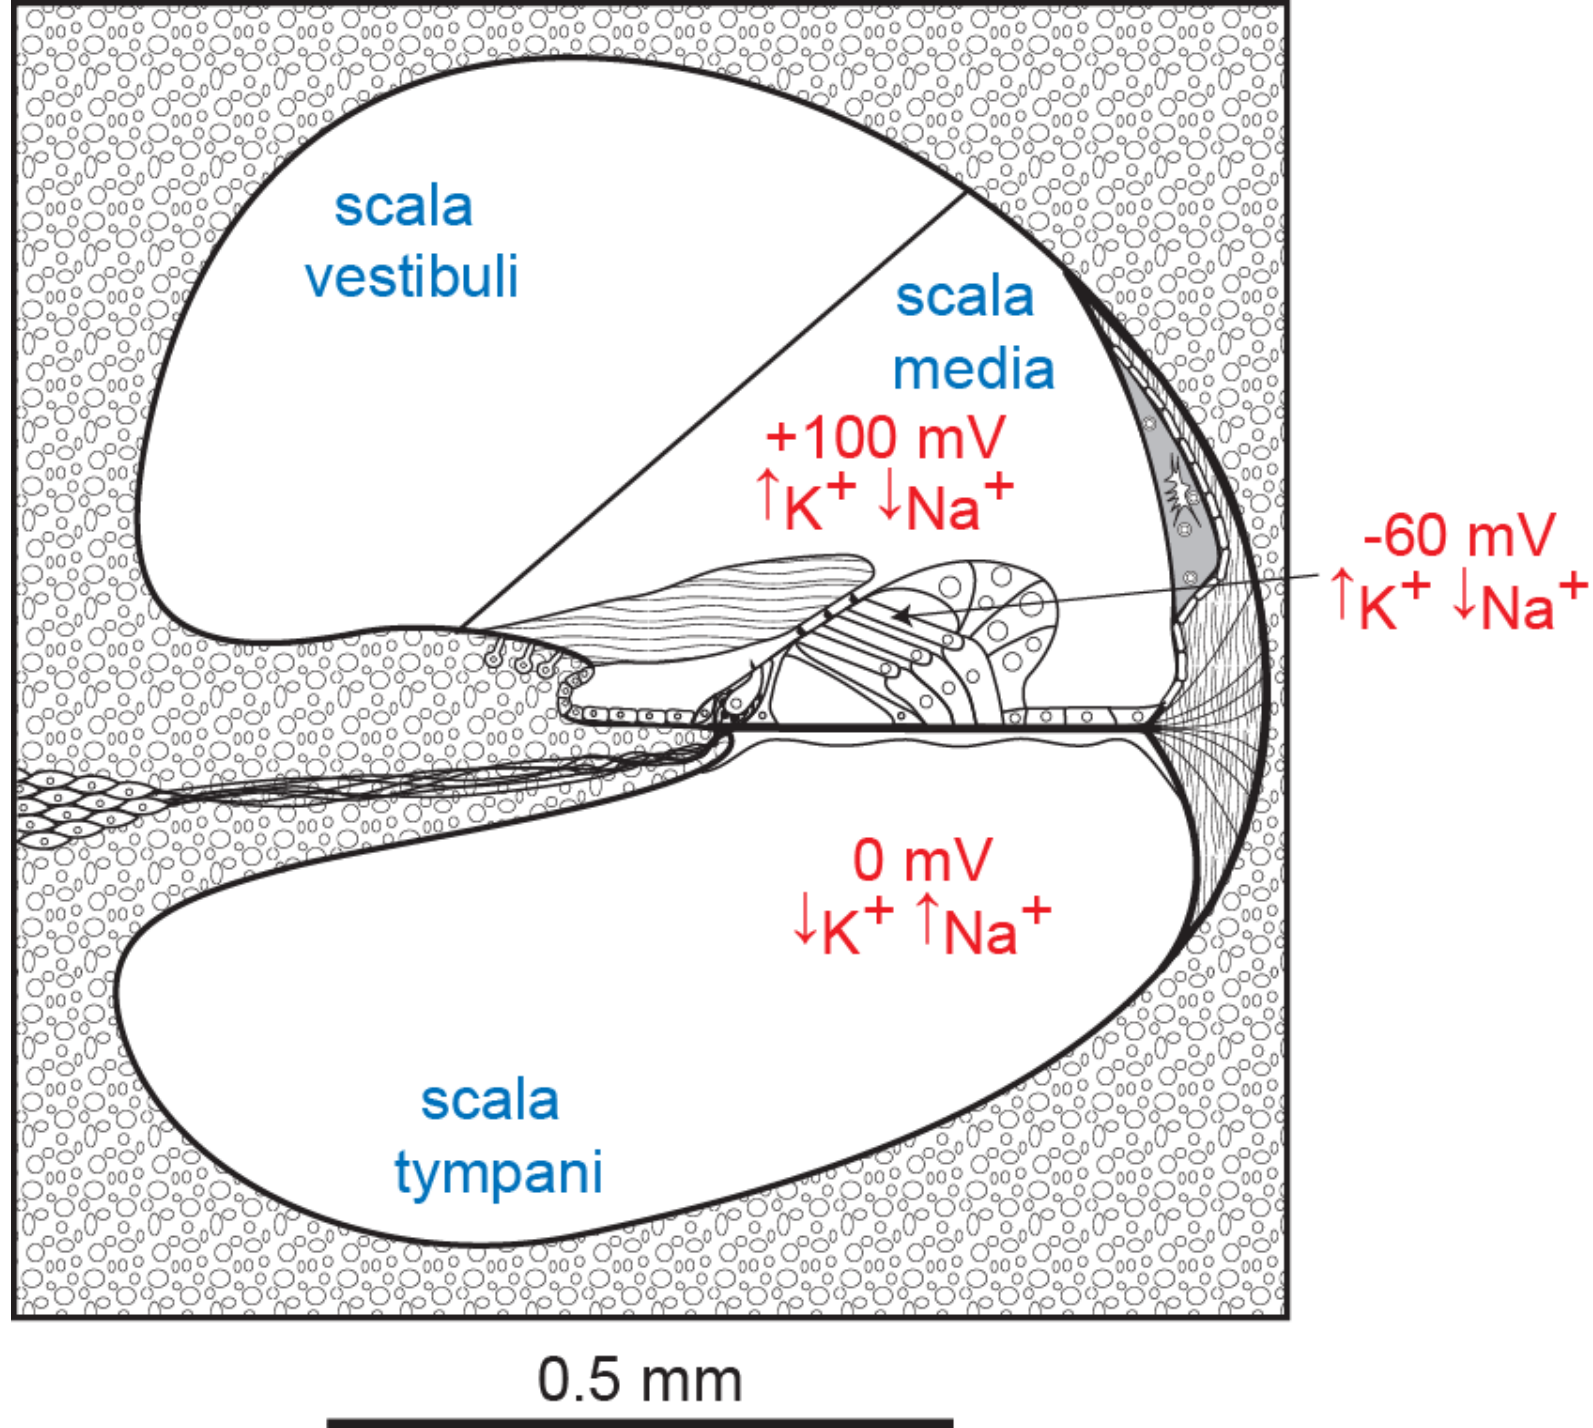 scala
vestibuli
scala
media
+100 mV
↑K⁺ ↓Na⁺
-60 mV
↑K⁺ ↓Na⁺
0 mV
↓K⁺ ↑Na⁺
scala
tympani
0.5 mm